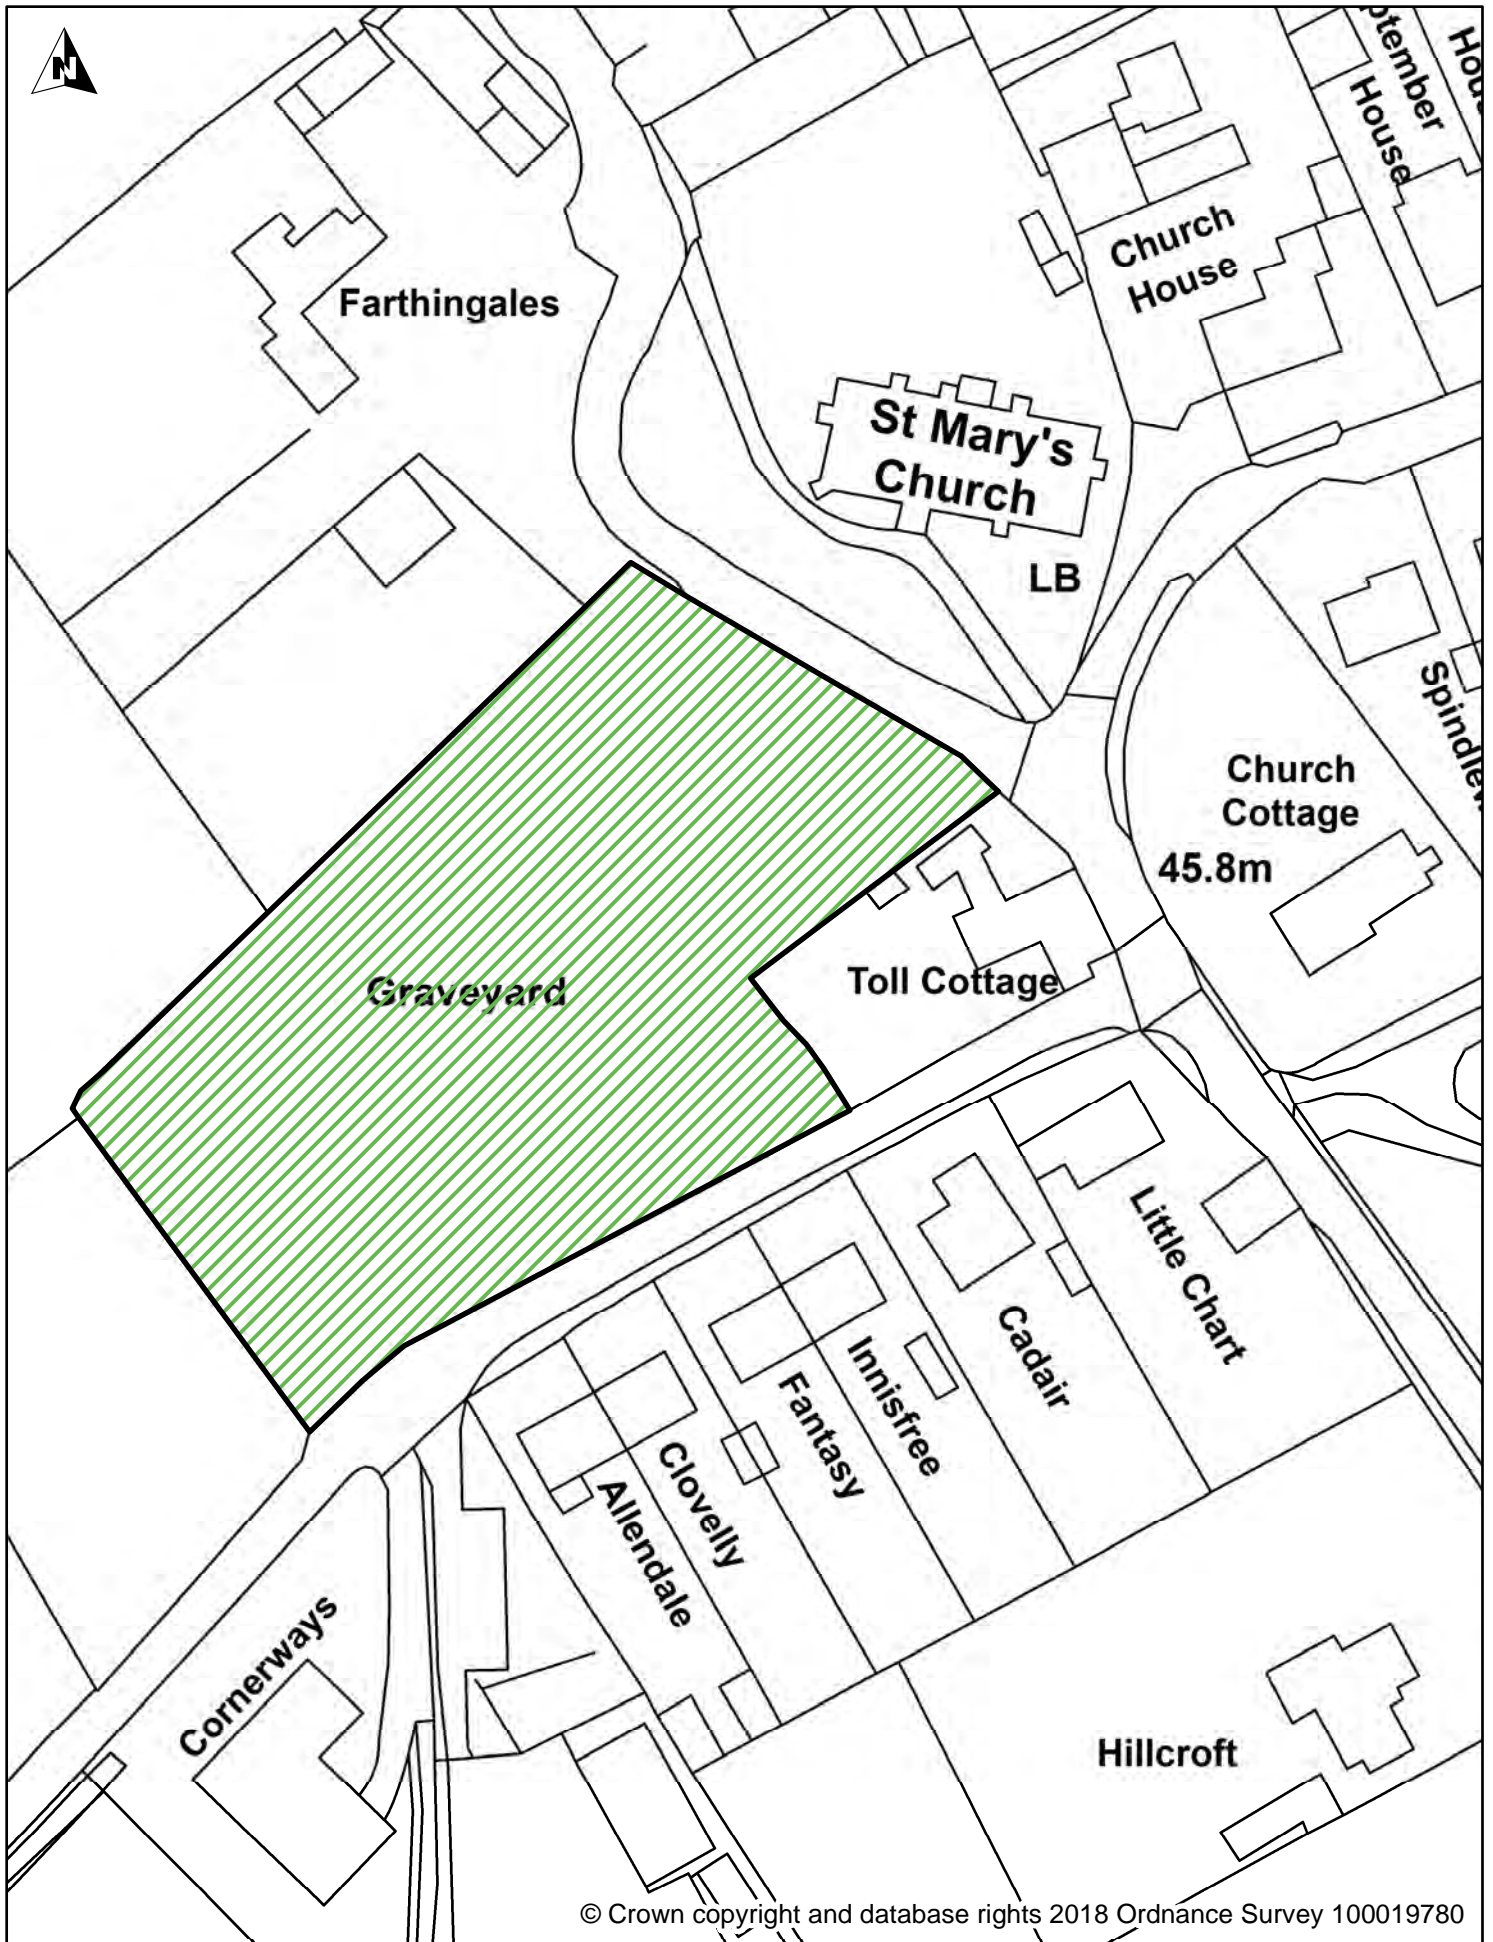 N
House
Farthingales
Church
House
St Mary's
Church
LB
Church
Cottage
45.8m
Graveyard
Toll Cottage
Little Chart
Cadair
Innisfree
Fantasy
Clovelly
Allendale
Cornerways
Hillcroft
© Crown copyright and database rights 2018 Ordnance Survey 100019780